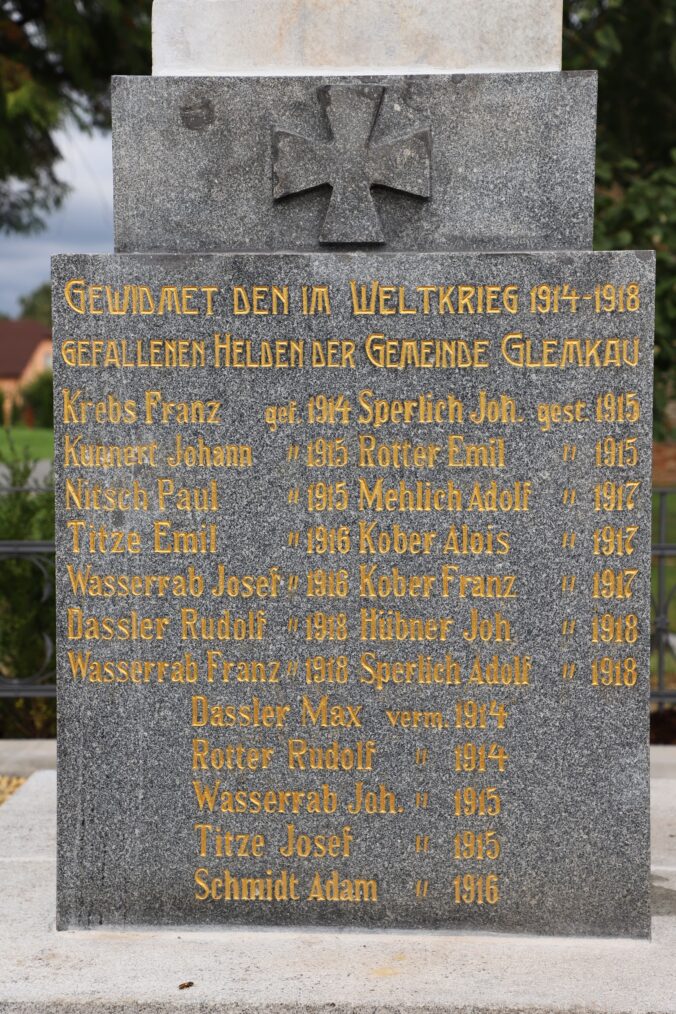 GEWIDMET DEN IM WELTKRIEG 1914-1918
GEFALLENEN HELDEN DER GEMEINDE GLEMKAU
Krebs Franz gef. 1914 Sperlich Joh. gest. 1915
Kunnert Johann " 1915 Rotter Emil " 1915
Nitsch Paul " 1915 Mehlich Adolf " 1917
Titze Emil " 1916 Kober Alois " 1917
Wasserrab Josef " 1916 Kober Franz " 1917
Dassler Rudolf " 1918 Hübner Joh " 1918
Wasserrab Franz " 1918 Sperlich Adolf " 1918
Dassler Max verm. 1914
Rotter Rudolf " 1914
Wasserrab Joh. " 1915
Titze Josef " 1915
Schmidt Adam " 1916